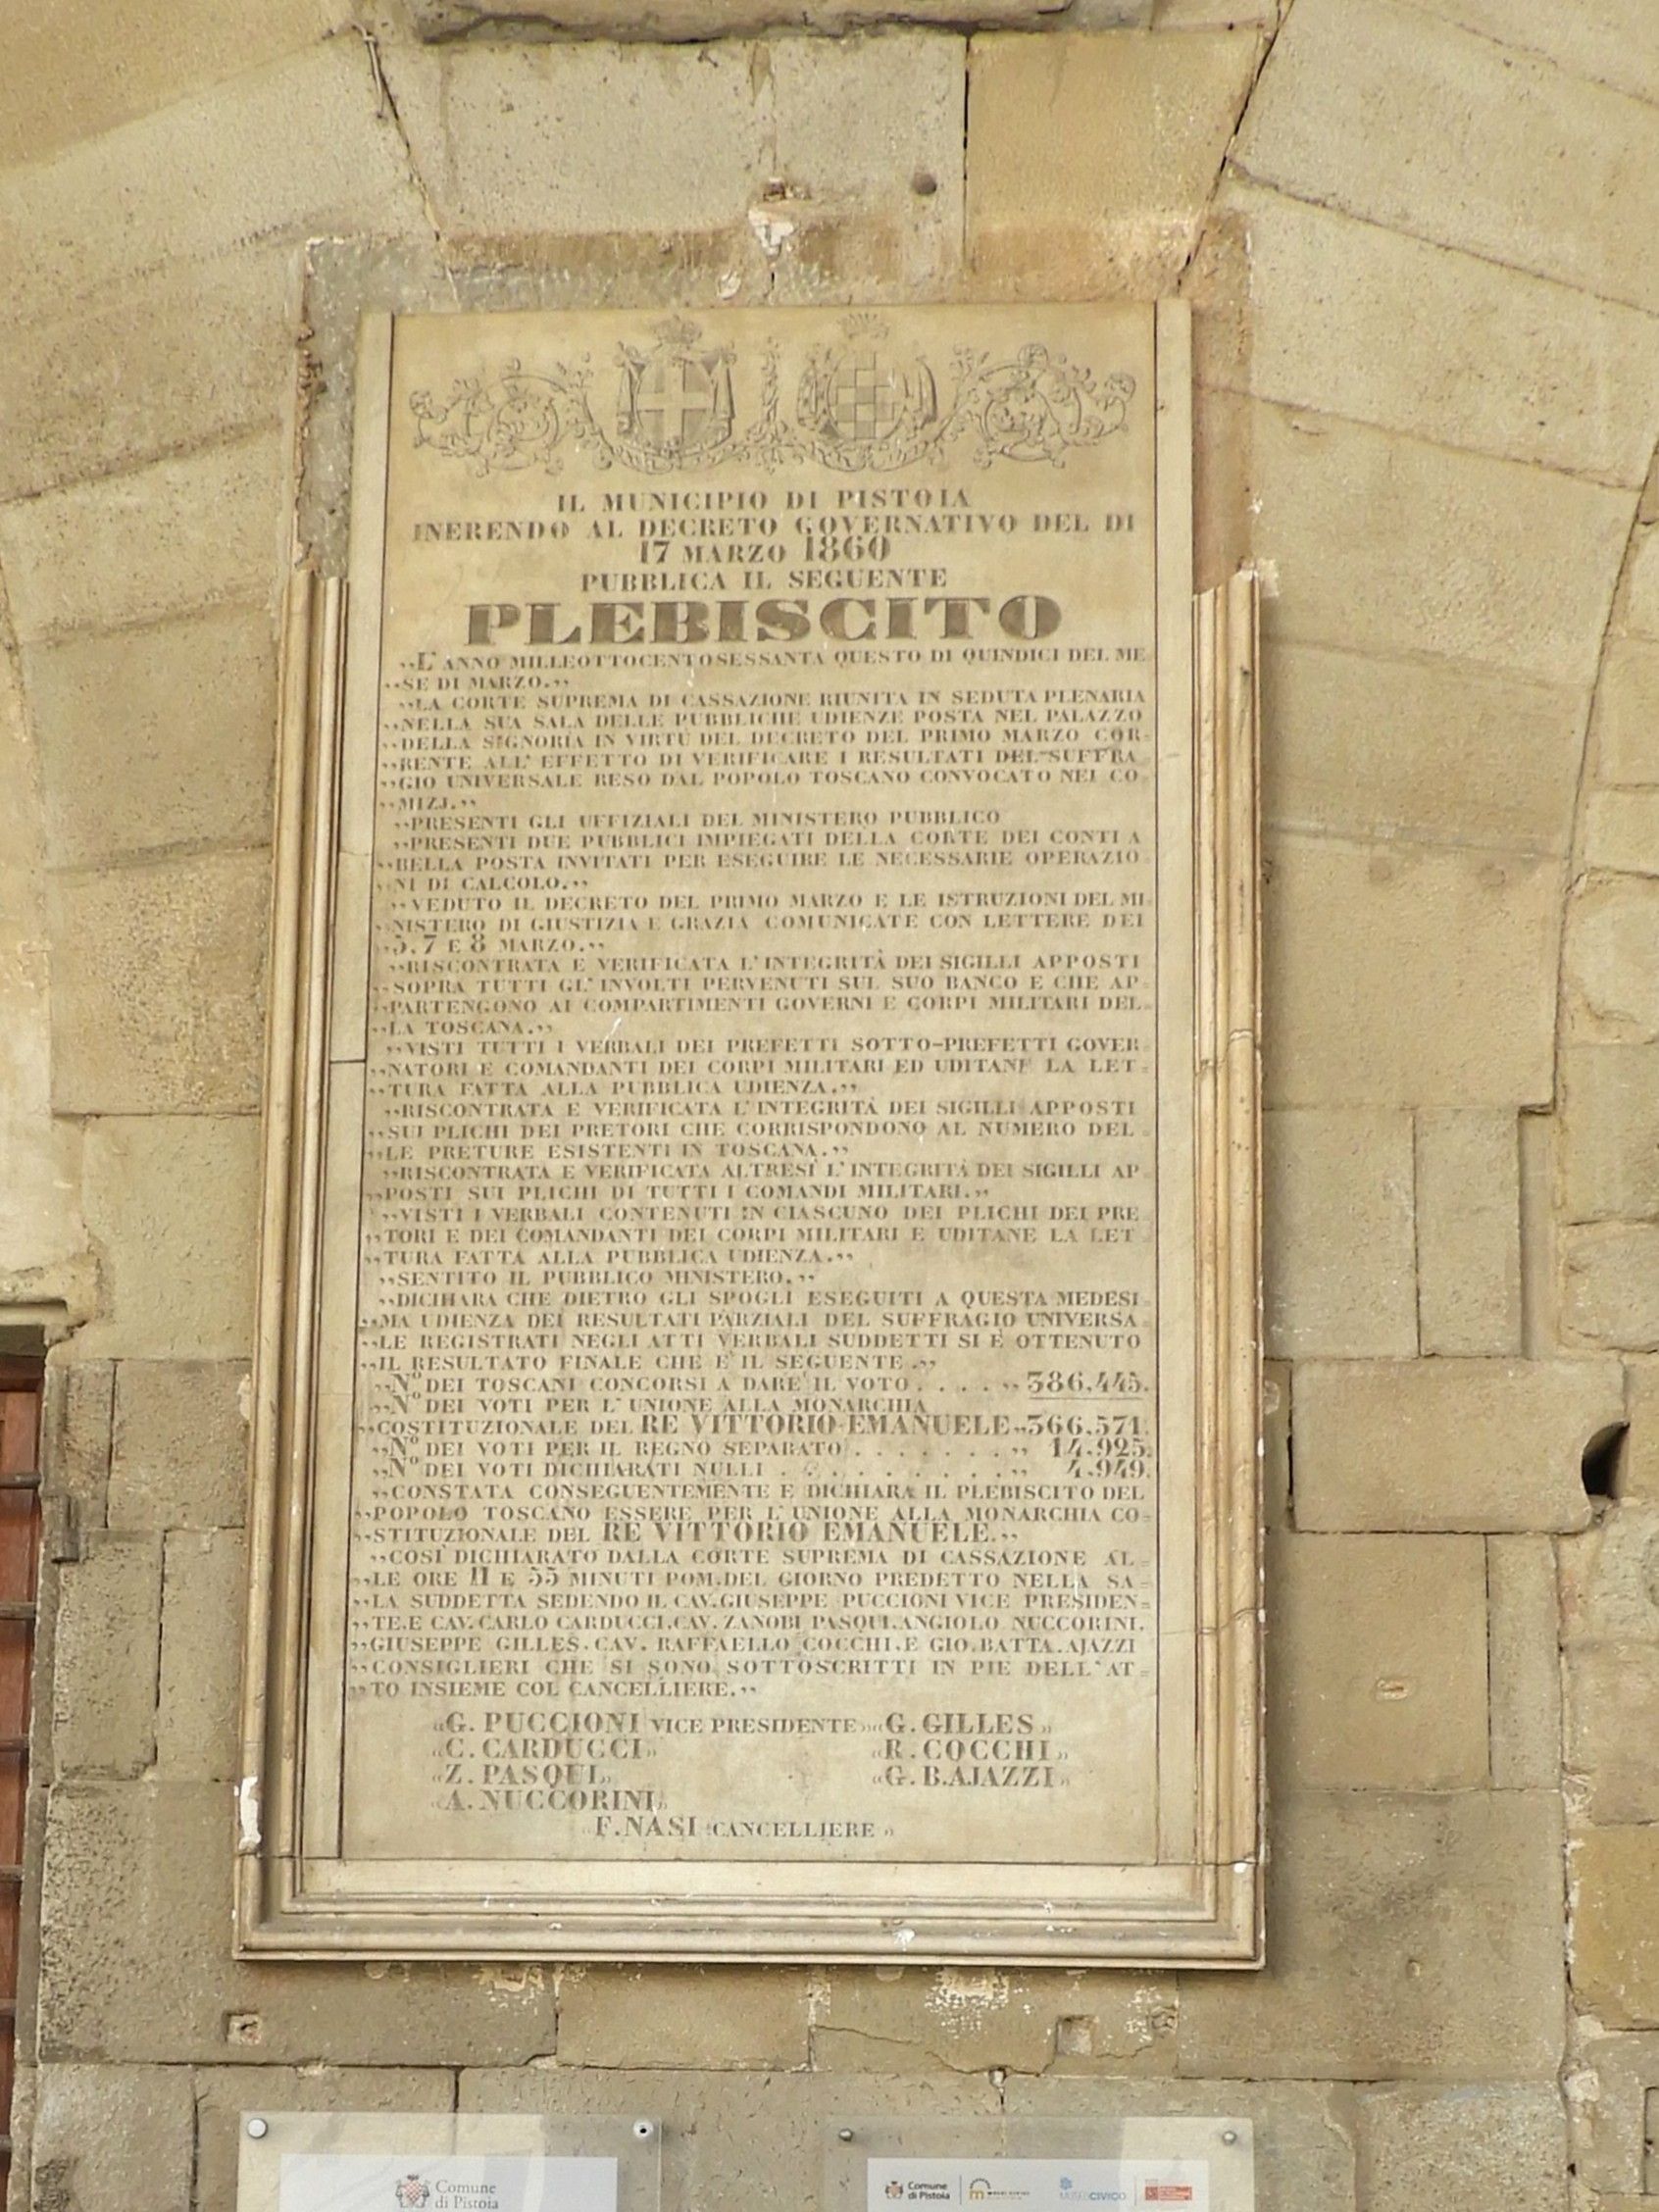 IL MUNICIPIO DI PISTOIA
INERENDO AL DECRETO GOVERNATIVO DEL DI
17 MARZO 1860
PUBBLICA IL SEGUENTE
PLEBISCITO
„L'ANNO MILLEOTTOCENTOSESSANTA QUESTO DI QUINDICI DEL ME
„SE DI MARZO.„
„LA CORTE SUPREMA DI CASSAZIONE RIUNITA IN SEDUTA PLENARIA
„NELLA SUA SALA DELLE PUBBLICHE UDIENZE POSTA NEL PALAZZO
„DELLA SIGNORIA IN VIRTÙ DEL DECRETO DEL PRIMO MARZO COR=
„RENTE ALL'EFFETTO DI VERIFICARE I RESULTATI DEL SUFFRA
„GIO UNIVERSALE RESO DAL POPOLO TOSCANO CONVOCATO NEI CO=
„MIZJ.„
„PRESENTI GLI UFFIZIALI DEL MINISTERO PUBBLICO
„PRESENTI DUE PUBBLICI IMPIEGATI DELLA CORTE DEI CONTI A
„BELLA POSTA INVITATI PER ESEGUIRE LE NECESSARIE OPERAZIO=
„NI DI CALCOLO.„
„VEDUTO IL DECRETO DEL PRIMO MARZO E LE ISTRUZIONI DEL MI=
„NISTERO DI GIUSTIZIA E GRAZIA COMUNICATE CON LETTERE DEI
„5.7 E 8 MARZO.„
„RISCONTRATA E VERIFICATA L'INTEGRITÀ DEI SIGILLI APPOSTI
„SOPRA TUTTI GL'INVOLTI PERVENUTI SUL SUO BANCO E CHE AP=
„PARTENGONO AI COMPARTIMENTI GOVERNI E CORPI MILITARI DEL=
„LA TOSCANA.„
„VISTI TUTTI I VERBALI DEI PREFETTI SOTTO-PREFETTI GOVER=
„NATORI E COMANDANTI DEI CORPI MILITARI ED UDITANE LA LET=
„TURA FATTA ALLA PUBBLICA UDIENZA.„
„RISCONTRATA E VERIFICATA L'INTEGRITÀ DEI SIGILLI APPOSTI
„SUI PLICHI DEI PRETORI CHE CORRISPONDONO AL NUMERO DEL=
„LE PRETURE ESISTENTI IN TOSCANA.„
„RISCONTRATA E VERIFICATA ALTRESÌ L'INTEGRITÀ DEI SIGILLI AP=
„POSTI SUI PLICHI DI TUTTI I COMANDI MILITARI.„
„VISTI I VERBALI CONTENUTI IN CIASCUNO DEI PLICHI DEI PRE=
„TORI E DEI COMANDANTI DEI CORPI MILITARI E UDITANE LA LET=
„TURA FATTA ALLA PUBBLICA UDIENZA.„
„SENTITO IL PUBBLICO MINISTERO.„
„DICIHARA CHE DIETRO GLI SPOGLI ESEGUITI A QUESTA MEDESI=
„MA UDIENZA DEI RESULTATI PARZIALI DEL SUFFRAGIO UNIVERSA=
„LE REGISTRATI NEGLI ATTI VERBALI SUDDETTI SI È OTTENUTO
„IL RESULTATO FINALE CHE E' IL SEGUENTE.„
„Nº DEI TOSCANI CONCORSI A DARE IL VOTO . . . . „ 386.445.
„Nº DEI VOTI PER L'UNIONE ALLA MONARCHIA
„COSTITUZIONALE DEL RE VITTORIO EMANUELE „366.571.
„Nº DEI VOTI PER IL REGNO SEPARATO . . . . . . . „ 14.925.
„Nº DEI VOTI DICHIARATI NULLI . . . . . . . . . „ 4.949.
„CONSTATA CONSEGUENTEMENTE E DICHIARA IL PLEBISCITO DEL
„POPOLO TOSCANO ESSERE PER L'UNIONE ALLA MONARCHIA CO=
„STITUZIONALE DEL RE VITTORIO EMANUELE.„
„COSÌ DICHIARATO DALLA CORTE SUPREMA DI CASSAZIONE AL=
„LE ORE 11 E 55 MINUTI POM.DEL GIORNO PREDETTO NELLA SA=
„LA SUDDETTA SEDENDO IL CAV.GIUSEPPE PUCCIONI VICE PRESIDEN=
„TE.E CAV.CARLO CARDUCCI.CAV. ZANOBI PASQUI.ANGIOLO NUCCORINI.
„GIUSEPPE GILLES.CAV. RAFFAELLO COCCHI.E GIO.BATTA.AJAZZI
„CONSIGLIERI CHE SI SONO SOTTOSCRITTI IN PIE DELL'AT=
„TO INSIEME COL CANCELLIERE.„
«G. PUCCIONI VICE PRESIDENTE» «G. GILLES»
«C. CARDUCCI» «R. COCCHI»
«Z. PASQUI» «G. B.AJAZZI»
«A. NUCCORINI»
«F. NASI CANCELLIERE»
Comune
di Pistoia
Comune
di Pistoia